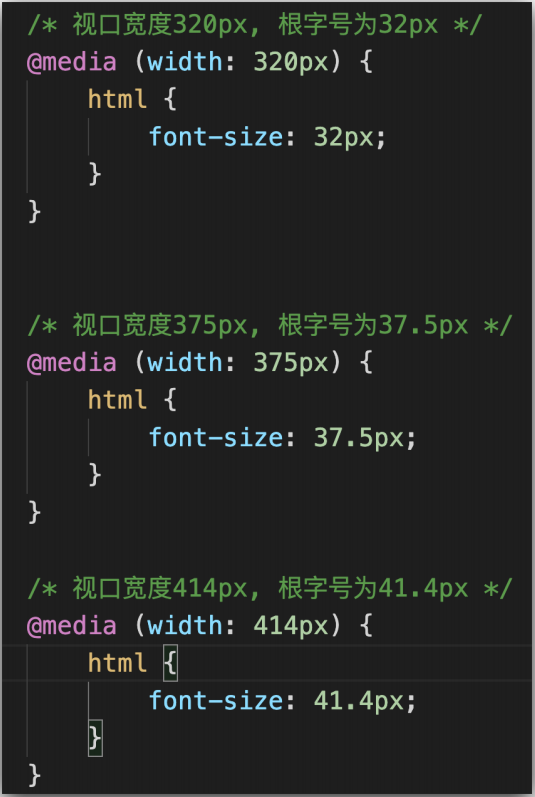 /* 视口宽度320px, 根字号为32px */
@media (width: 320px) {
html {
font-size: 32px;
}
}
/* 视口宽度375px, 根字号为37.5px */
@media (width: 375px) {
html {
font-size: 37.5px;
}
}
/* 视口宽度414px, 根字号为41.4px */
@media (width: 414px) {
html {
font-size: 41.4px;
}
}